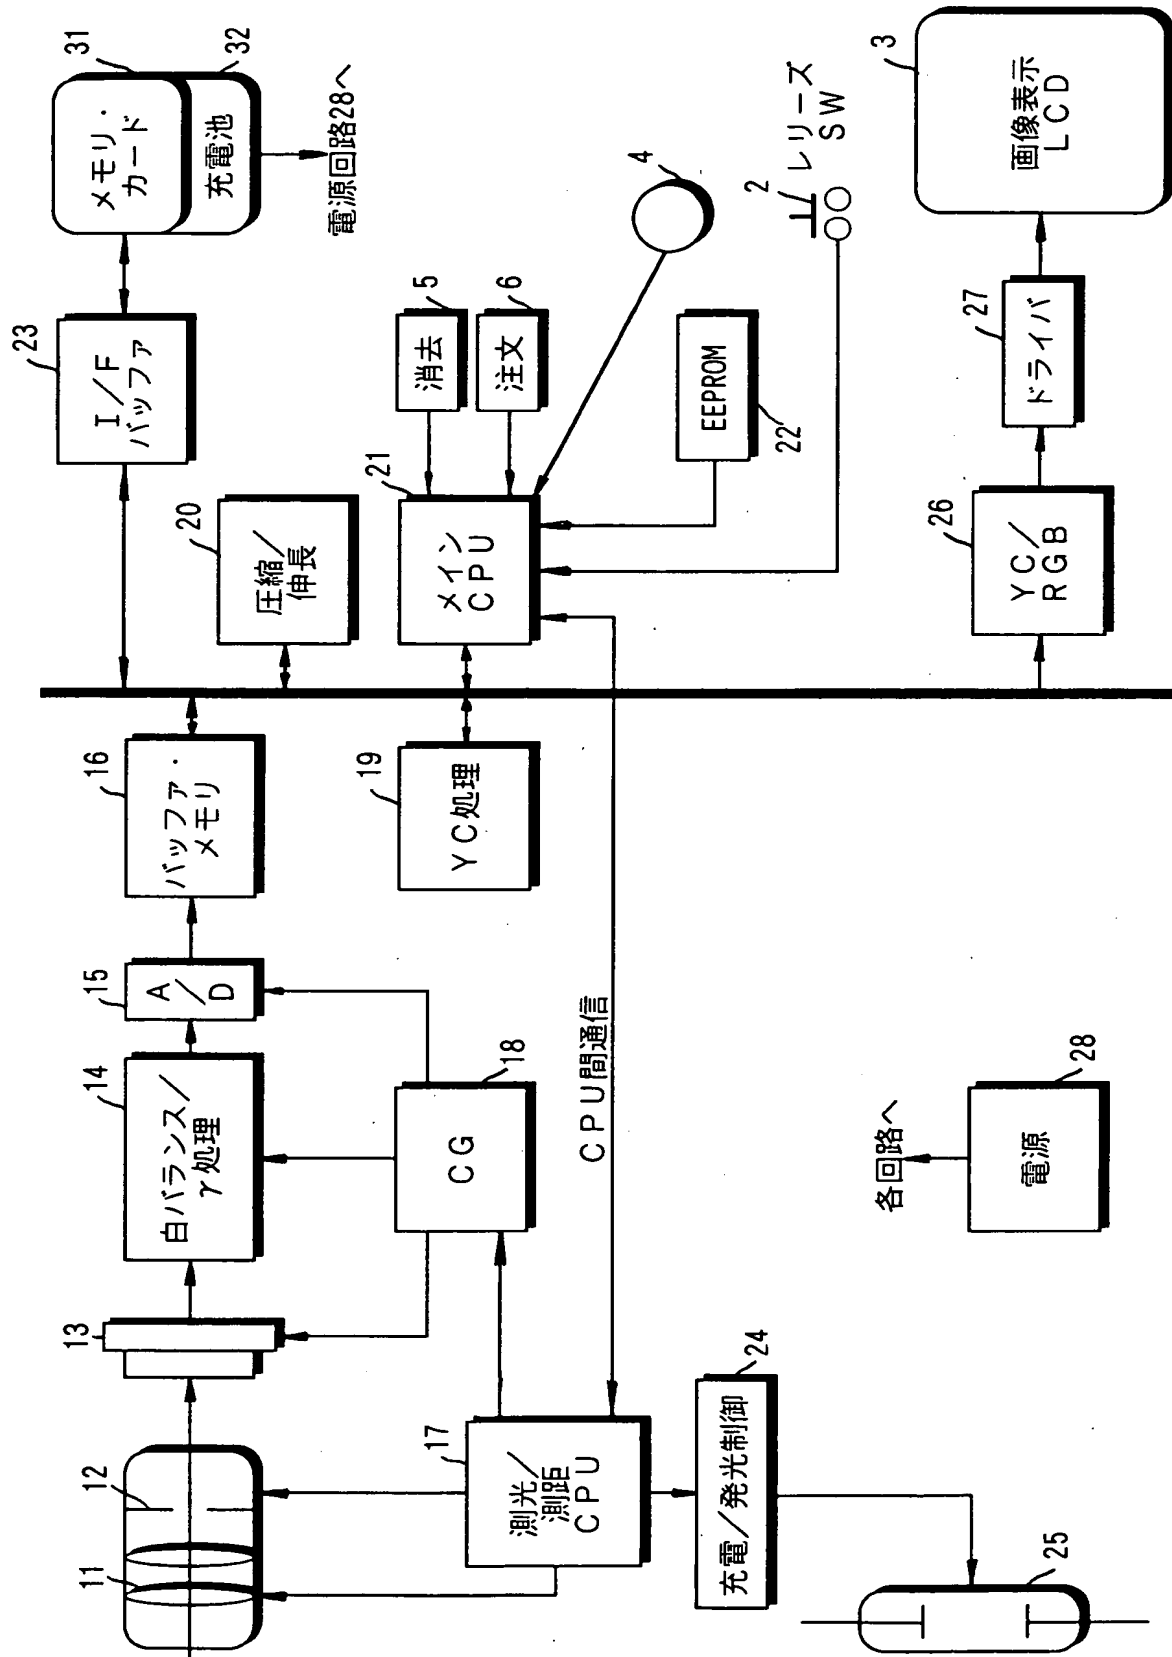 11
12
13
14
白バランス／
γ処理
15
A／D
16
バッファ・
メモリ
23
I／F
バッファ
31
メモリ・
カード
32
充電池
電源回路28へ
20
圧縮／
伸長
17
測光／
測距
CPU
18
CG
19
YC処理
21
メイン
CPU
5
消去
6
注文
4
2
レリーズ
SW
22
EEPROM
CPU間通信
24
充電／発光制御
25
28
電源
各回路へ
26
YC／
RGB
27
ドライバ
3
画像表示
LCD